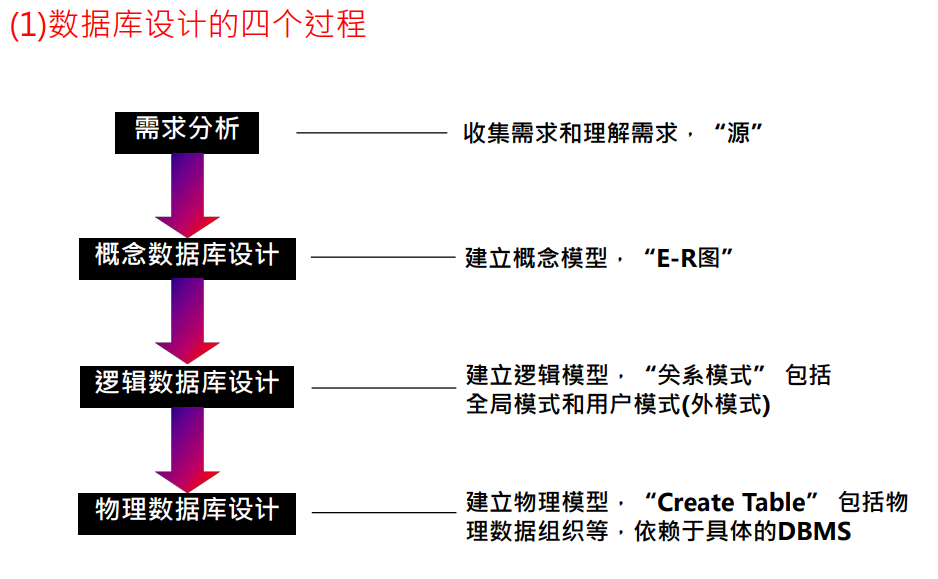 (1)数据库设计的四个过程
需求分析
收集需求和理解需求，“源”
概念数据库设计
建立概念模型，“E-R图”
逻辑数据库设计
建立逻辑模型，“关系模式” 包括
全局模式和用户模式(外模式)
物理数据库设计
建立物理模型，“Create Table” 包括物
理数据组织等，依赖于具体的DBMS